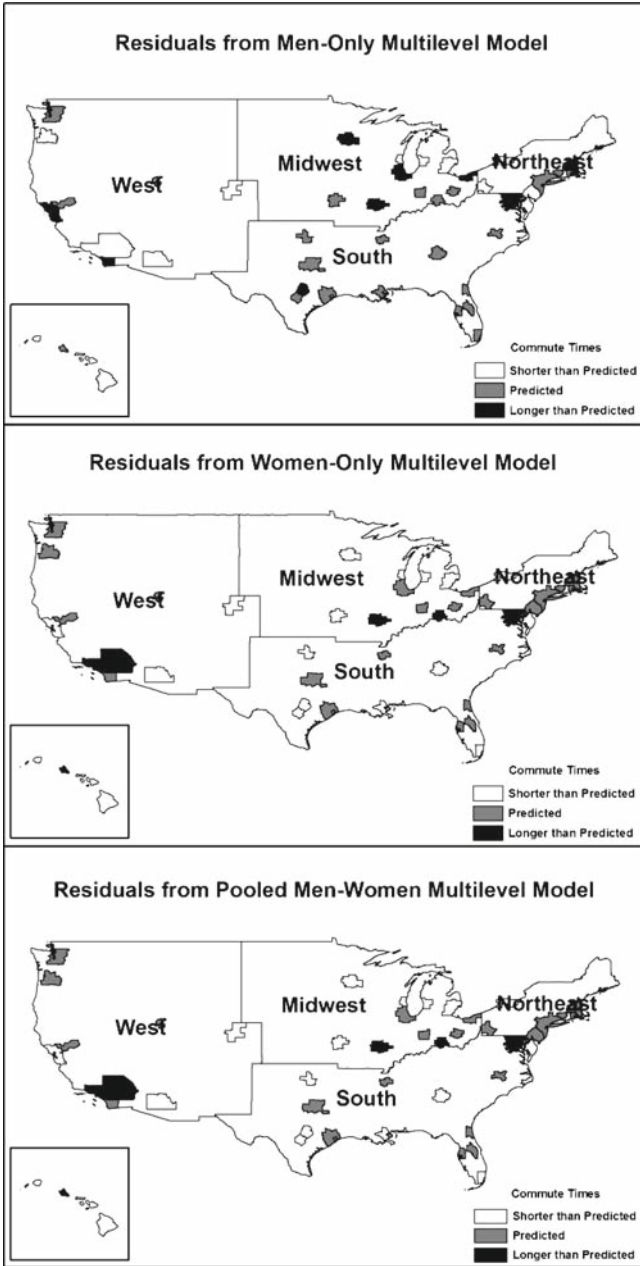 Residuals from Men-Only Multilevel Model
Northeast
Midwest
West
South
Commute Times
Shorter than Predicted
Predicted
Longer than Predicted
Residuals from Women-Only Multilevel Model
Northeast
Midwest
West
South
Commute Times
Shorter than Predicted
Predicted
Longer than Predicted
Residuals from Pooled Men-Women Multilevel Model
Northeast
Midwest
West
South
Commute Times
Shorter than Predicted
Predicted
Longer than Predicted